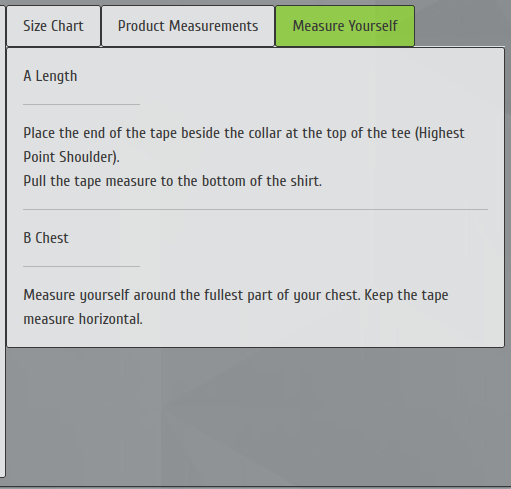 Size Chart
Product Measurements
Measure Yourself
A Length
Place the end of the tape beside the collar at the top of the tee (Highest
Point Shoulder).
Pull the tape measure to the bottom of the shirt.
B Chest
Measure yourself around the fullest part of your chest. Keep the tape
measure horizontal.